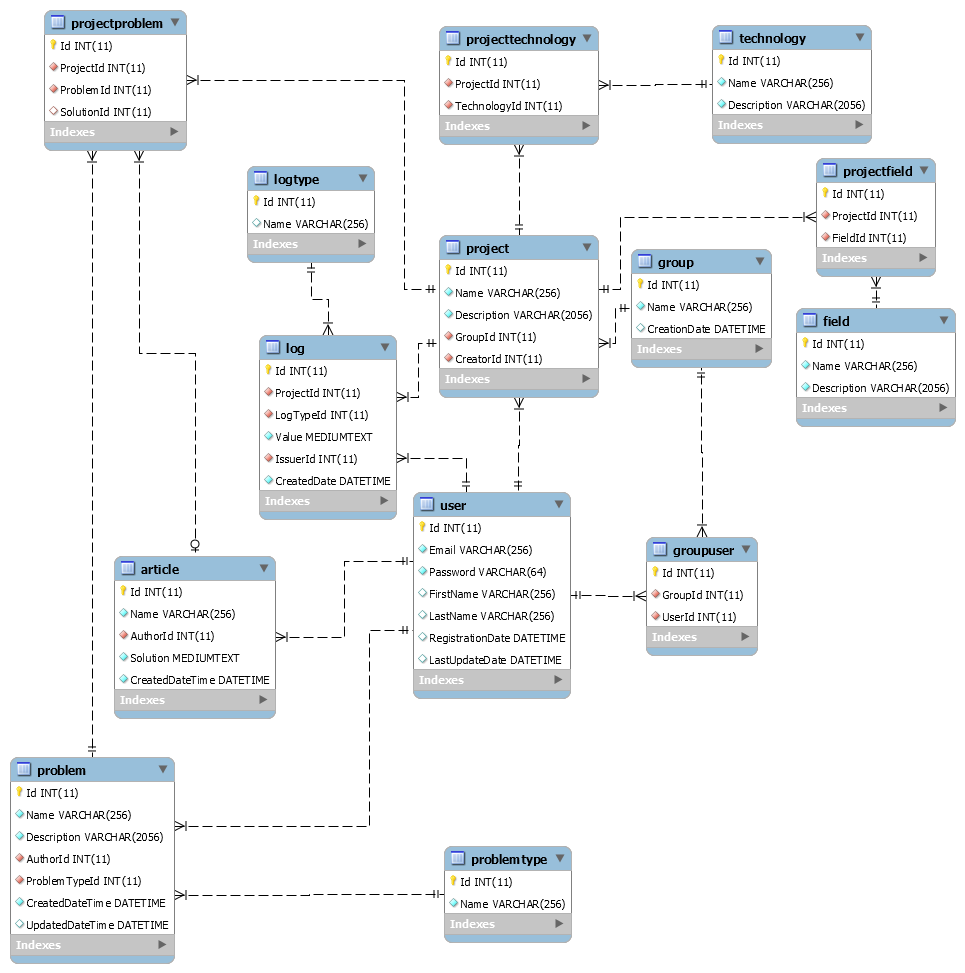 projectproblem
Id INT(11)
ProjectId INT(11)
ProblemId INT(11)
SolutionId INT(11)
Indexes
projecttechnology
Id INT(11)
ProjectId INT(11)
TechnologyId INT(11)
Indexes
technology
Id INT(11)
Name VARCHAR(256)
Description VARCHAR(2056)
Indexes
logtype
Id INT(11)
Name VARCHAR(256)
Indexes
projectfield
Id INT(11)
ProjectId INT(11)
FieldId INT(11)
Indexes
project
Id INT(11)
Name VARCHAR(256)
Description VARCHAR(2056)
GroupId INT(11)
CreatorId INT(11)
Indexes
group
Id INT(11)
Name VARCHAR(256)
CreationDate DATETIME
Indexes
field
Id INT(11)
Name VARCHAR(256)
Description VARCHAR(2056)
Indexes
log
Id INT(11)
ProjectId INT(11)
LogTypeId INT(11)
Value MEDIUMTEXT
IssuerId INT(11)
CreatedDate DATETIME
Indexes
user
Id INT(11)
Email VARCHAR(256)
Password VARCHAR(64)
FirstName VARCHAR(256)
LastName VARCHAR(256)
RegistrationDate DATETIME
LastUpdateDate DATETIME
Indexes
groupuser
Id INT(11)
GroupId INT(11)
UserId INT(11)
Indexes
article
Id INT(11)
Name VARCHAR(256)
AuthorId INT(11)
Solution MEDIUMTEXT
CreatedDateTime DATETIME
Indexes
problem
Id INT(11)
Name VARCHAR(256)
Description VARCHAR(2056)
AuthorId INT(11)
ProblemTypeId INT(11)
CreatedDateTime DATETIME
UpdatedDateTime DATETIME
Indexes
problemtype
Id INT(11)
Name VARCHAR(256)
Indexes